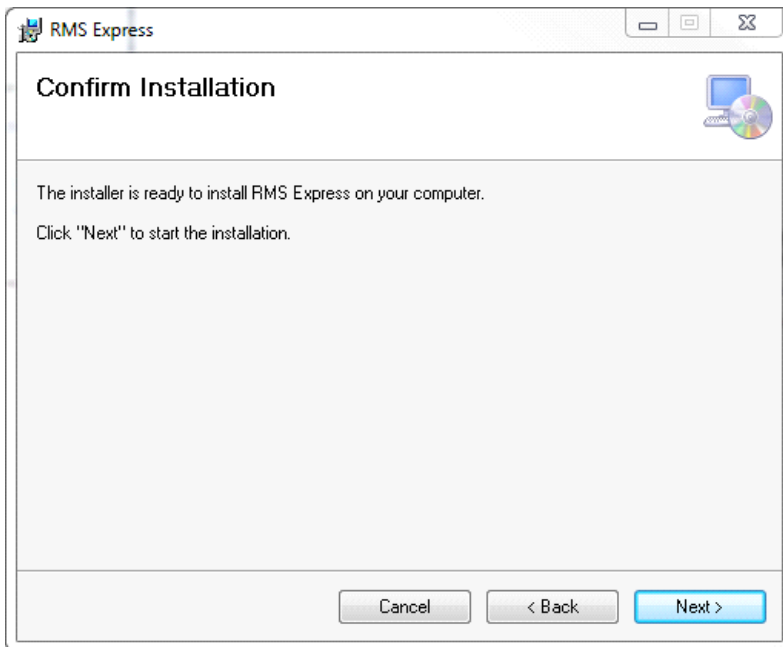 RMS Express
Confirm Installation
The installer is ready to install RMS Express on your computer.
Click "Next" to start the installation.
Cancel
< Back
Next >